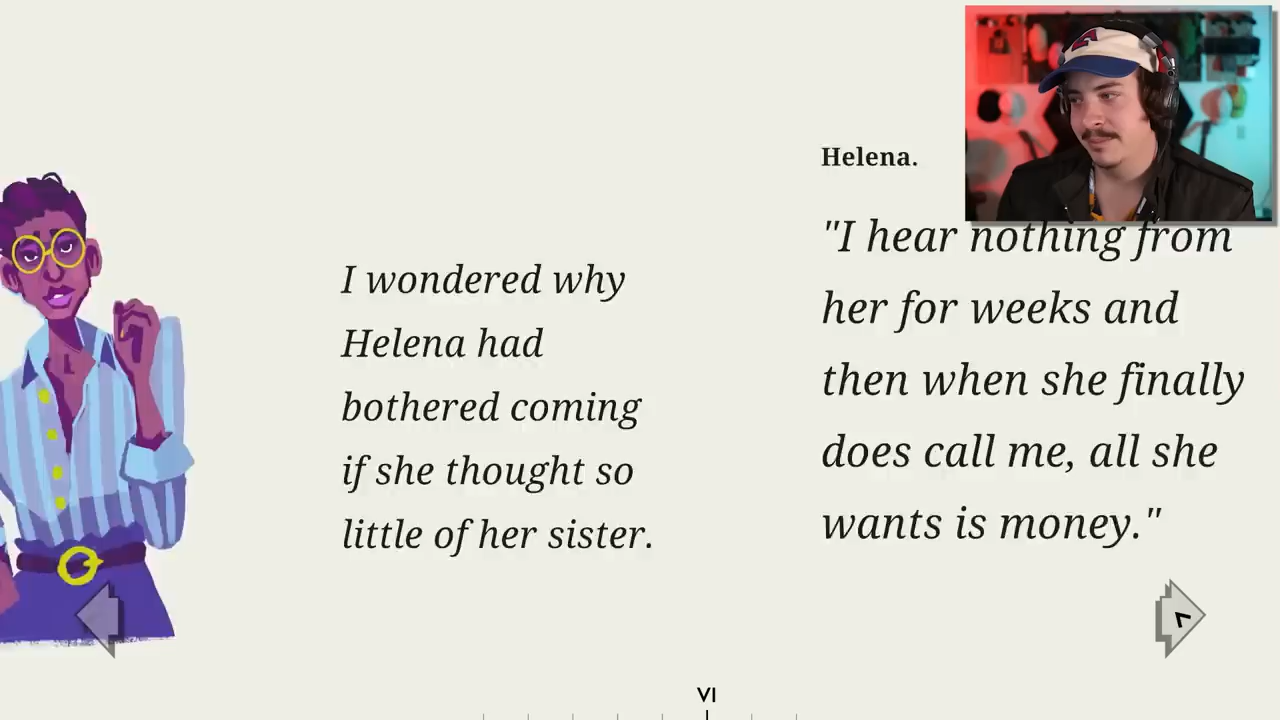 I wondered why
Helena had
bothered coming
if she thought so
little of her sister.
Helena.
"I hear nothing from
her for weeks and
then when she finally
does call me, all she
wants is money."
VI